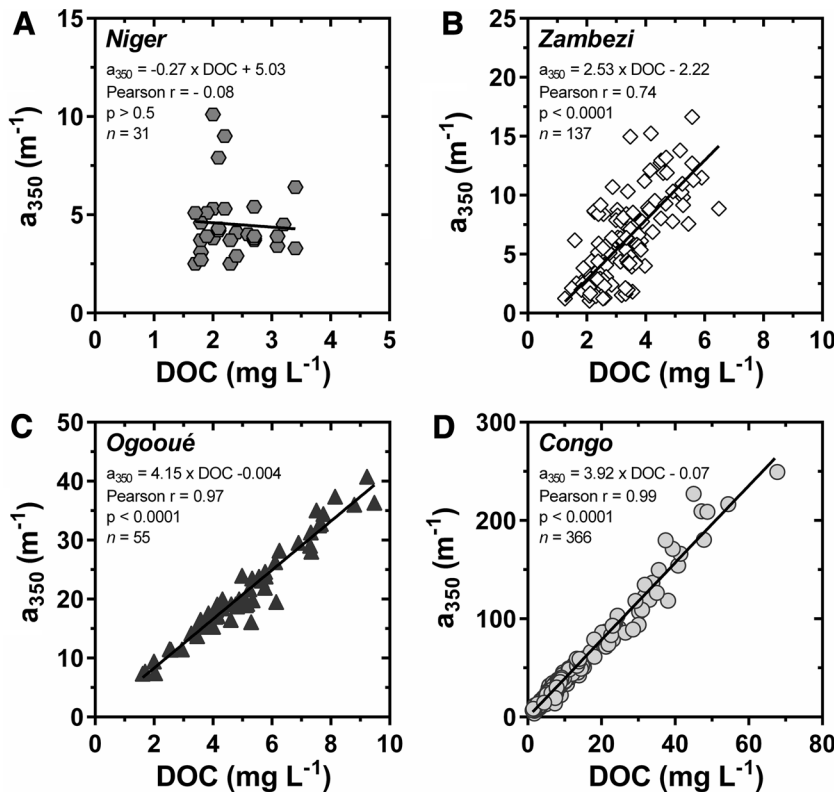 A
Niger
a350 = -0.27 x DOC + 5.03
Pearson r = - 0.08
p > 0.5
n = 31
15
10
5
0
a350 (m-1)
0 1 2 3 4 5
DOC (mg L-1)
B
Zambezi
a350 = 2.53 x DOC - 2.22
Pearson r = 0.74
p < 0.0001
n = 137
25
20
15
10
5
0
a350 (m-1)
0 2 4 6 8 10
DOC (mg L-1)
C
Ogooué
a350 = 4.15 x DOC -0.004
Pearson r = 0.97
p < 0.0001
n = 55
50
40
30
20
10
0
a350 (m-1)
0 2 4 6 8 10
DOC (mg L-1)
D
Congo
a350 = 3.92 x DOC - 0.07
Pearson r = 0.99
p < 0.0001
n = 366
300
200
100
0
a350 (m-1)
0 20 40 60 80
DOC (mg L-1)